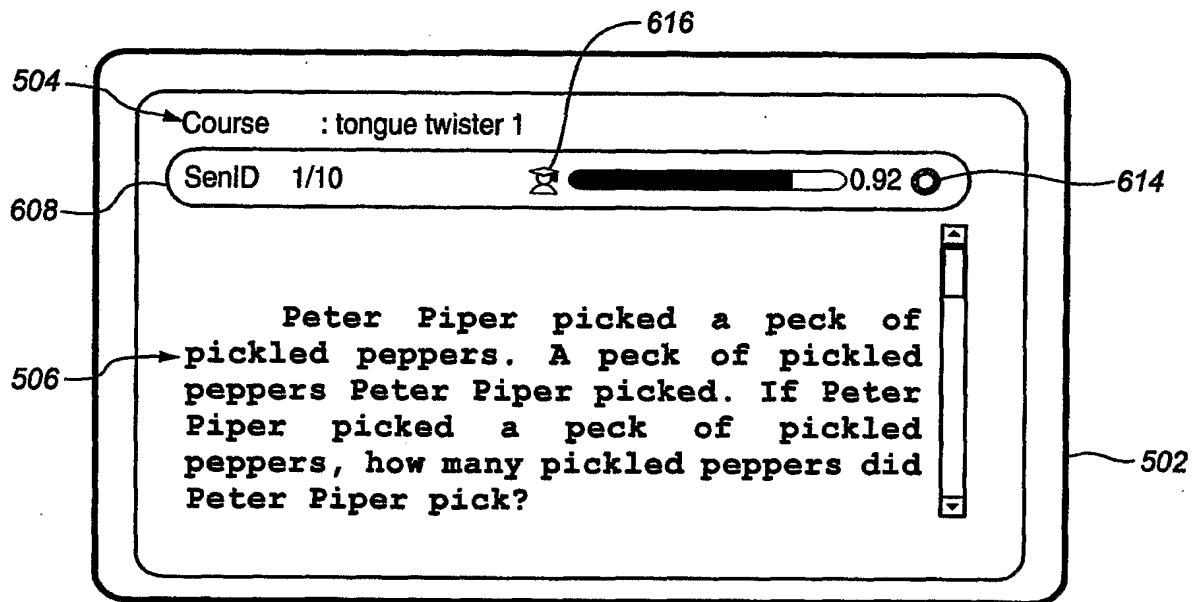 616
504
Course : tongue twister 1
SenID 1/10 0.92
614
608
Peter Piper picked a peck of
pickled peppers. A peck of pickled
506
peppers Peter Piper picked. If Peter
Piper picked a peck of pickled
peppers, how many pickled peppers did
502
Peter Piper pick?